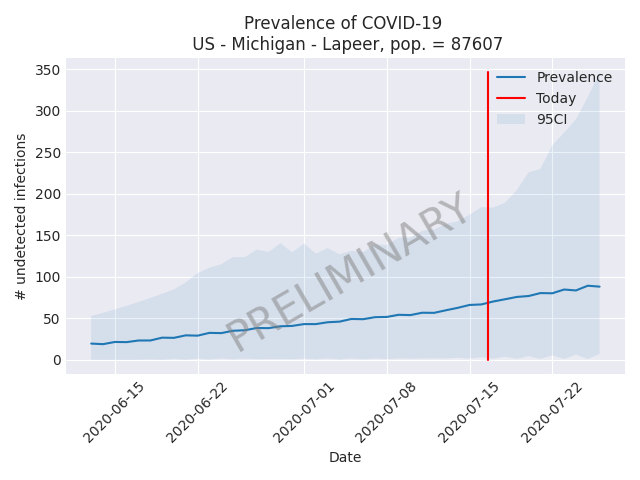 Prevalence of COVID-19
US - Michigan - Lapeer, pop. = 87607
350
300
250
200
150
100
50
0
# undetected infections
Prevalence
Today
95CI
PRELIMINARY
2020-06-15
2020-06-22
2020-07-01
2020-07-08
2020-07-15
2020-07-22
Date